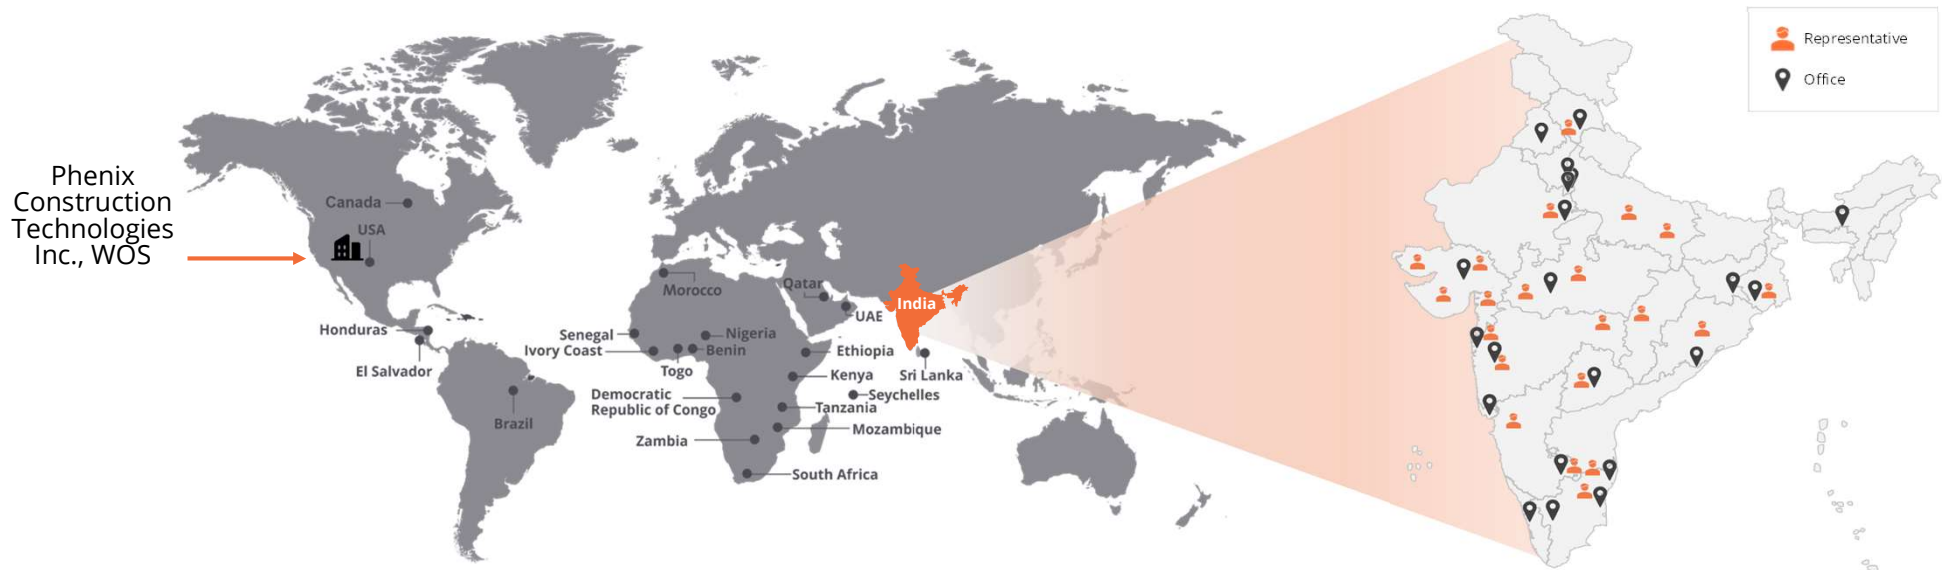 Phenix
Construction
Technologies
Inc., WOS
Canada
USA
Honduras
El Salvador
Brazil
Morocco
Qatar
UAE
India
Senegal
Nigeria
Ivory Coast
Benin
Togo
Ethiopia
Kenya
Sri Lanka
Democratic
Republic of Congo
Seychelles
Tanzania
Mozambique
Zambia
South Africa
Representative
Office